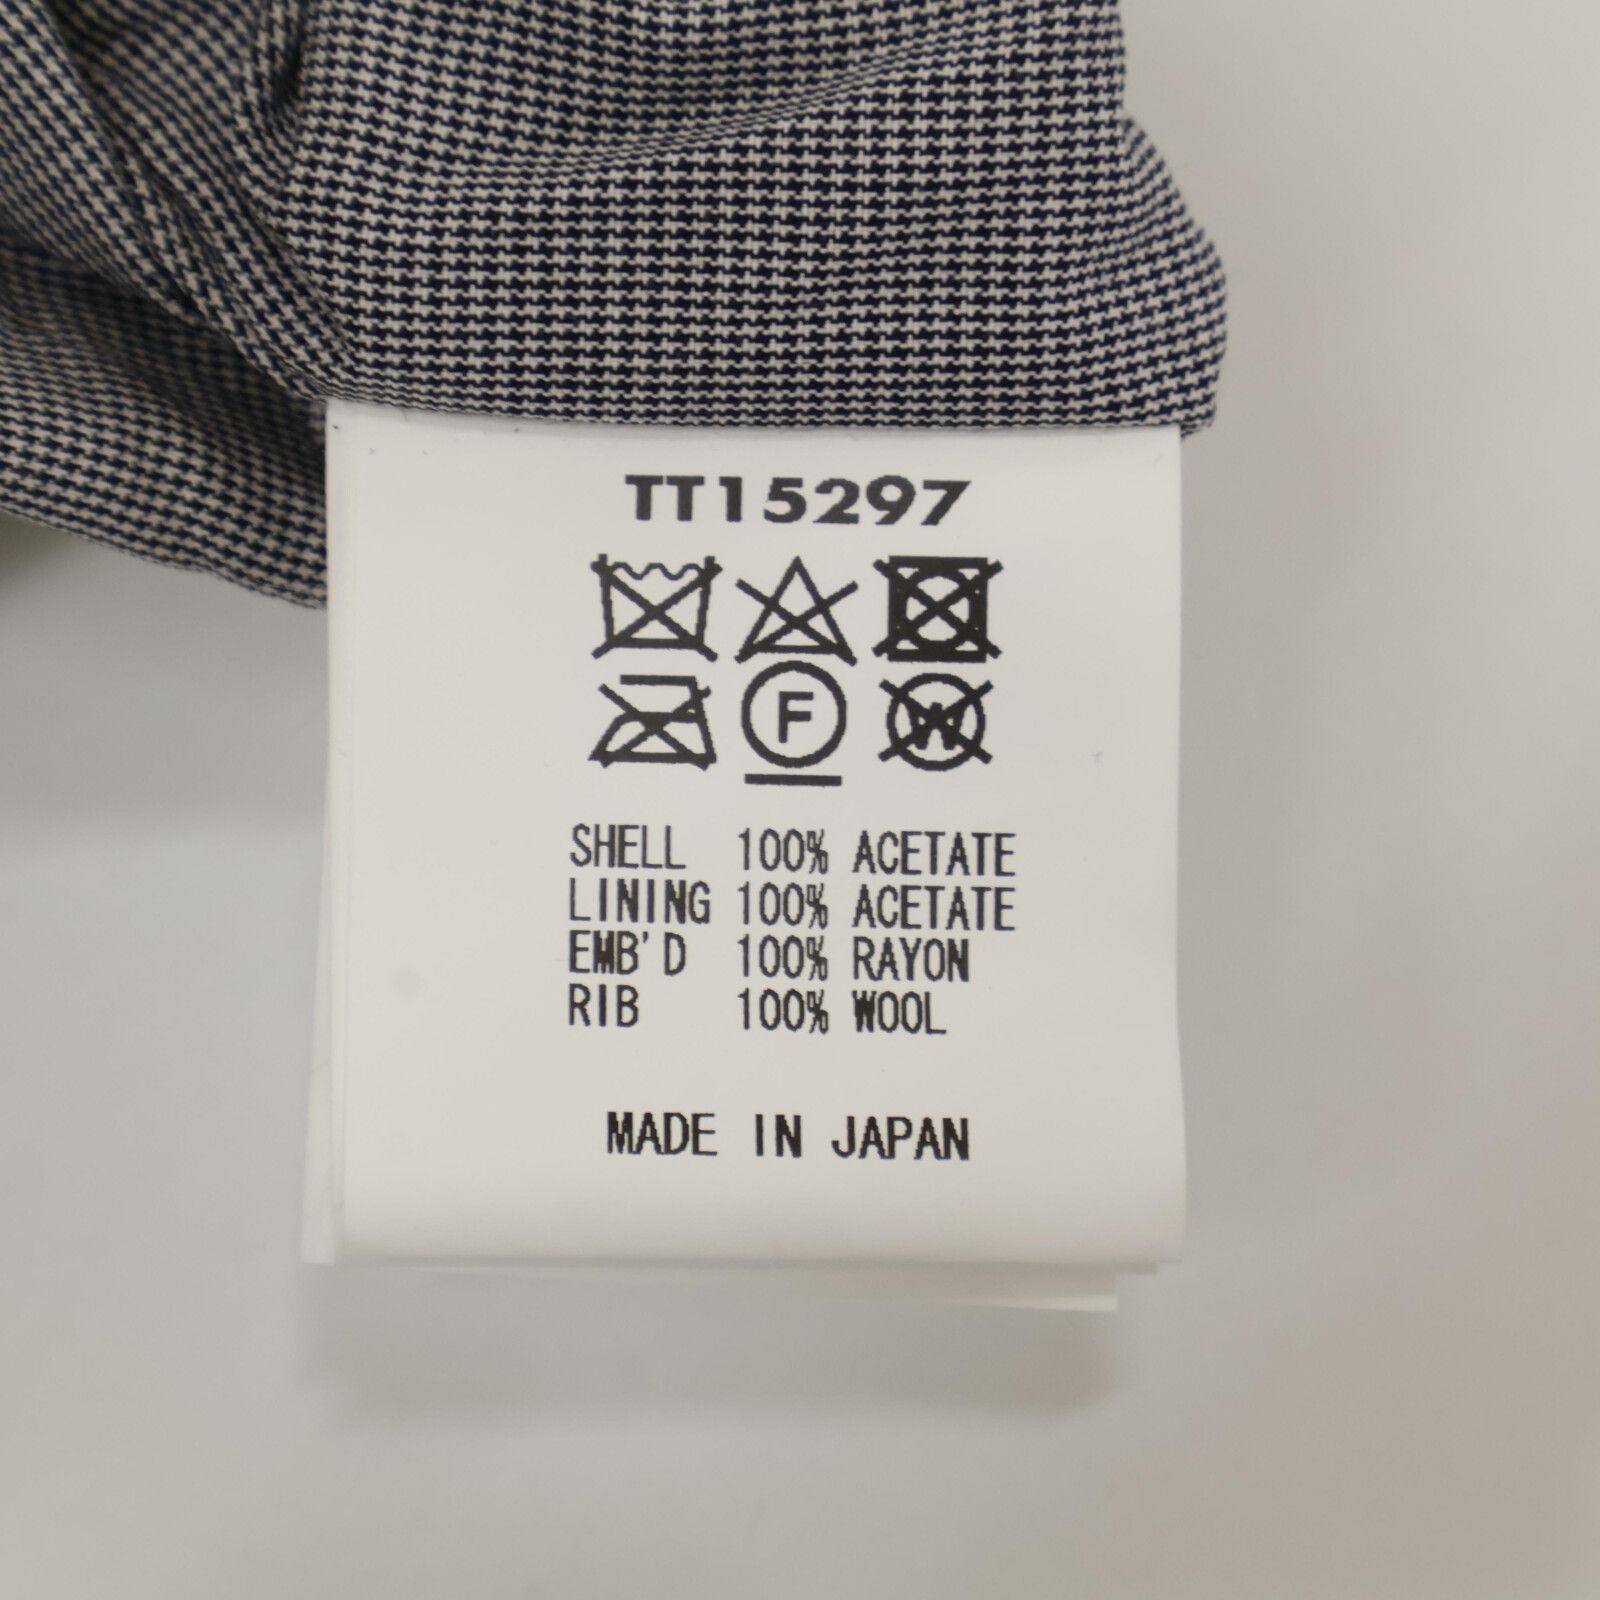 TT15297
F W
SHELL 100% ACETATE
LINING 100% ACETATE
EMB'D 100% RAYON
RIB 100% WOOL
MADE IN JAPAN